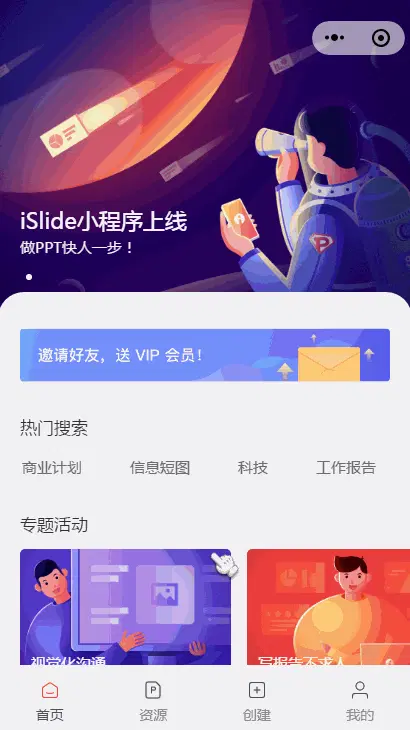 iSlide小程序上线
做PPT快人一步！
邀请好友，送 VIP 会员！
热门搜索
商业计划 信息短图 科技 工作报告
专题活动
视觉化沟通 写报告不求人
首页 资源 创建 我的